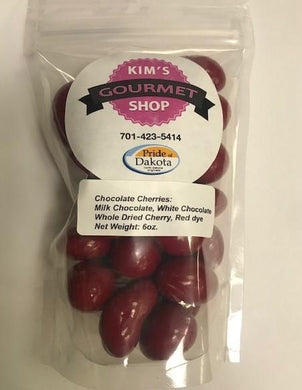 KIM'S
GOURMET
SHOP
701-423-5414
Pride of
Dakota
Chocolate Cherries:
Milk Chocolate, White Chocolate
Whole Dried Cherry, Red dye
Net Weight: 6oz.